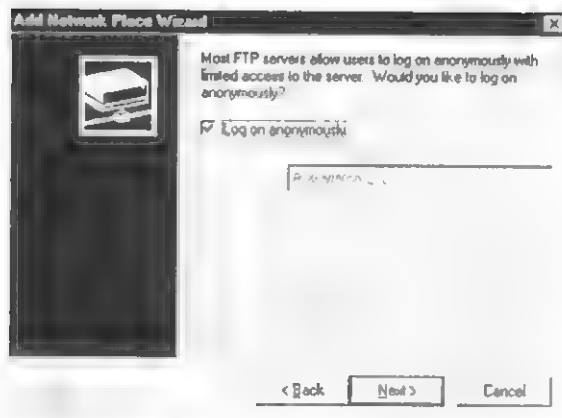 Add Network Place Wizard
Most FTP servers allow users to log on anonymously with
limited access to the server. Would you like to log on
anonymously?
Log on anonymously
< Back
Next >
Cancel